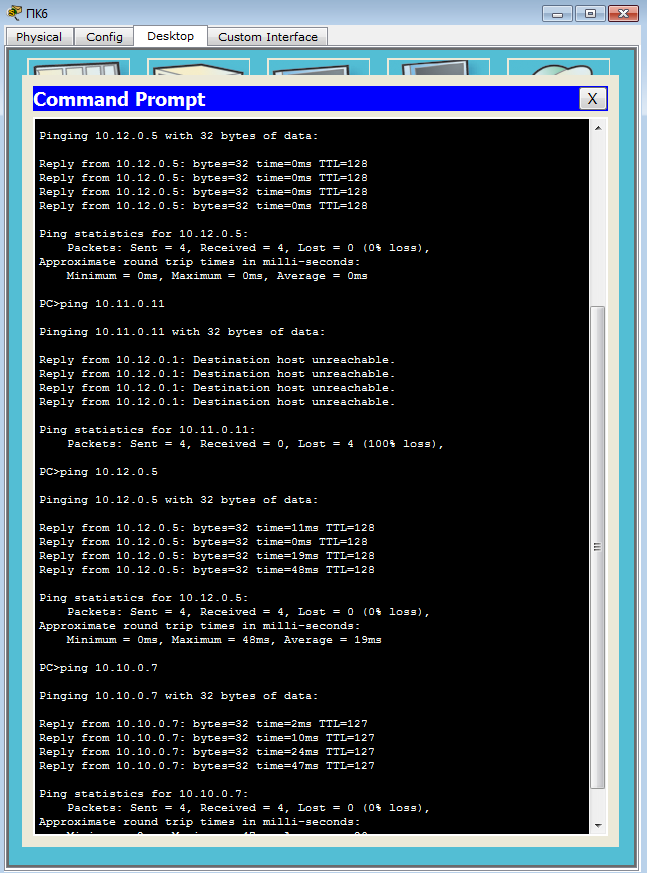 ПК6
Physical Config Desktop Custom Interface
Command Prompt X
Pinging 10.12.0.5 with 32 bytes of data:
Reply from 10.12.0.5: bytes=32 time=0ms TTL=128
Reply from 10.12.0.5: bytes=32 time=0ms TTL=128
Reply from 10.12.0.5: bytes=32 time=0ms TTL=128
Reply from 10.12.0.5: bytes=32 time=0ms TTL=128
Ping statistics for 10.12.0.5:
Packets: Sent = 4, Received = 4, Lost = 0 (0% loss),
Approximate round trip times in milli-seconds:
Minimum = 0ms, Maximum = 0ms, Average = 0ms
PC>ping 10.11.0.11
Pinging 10.11.0.11 with 32 bytes of data:
Reply from 10.12.0.1: Destination host unreachable.
Reply from 10.12.0.1: Destination host unreachable.
Reply from 10.12.0.1: Destination host unreachable.
Reply from 10.12.0.1: Destination host unreachable.
Ping statistics for 10.11.0.11:
Packets: Sent = 4, Received = 0, Lost = 4 (100% loss),
PC>ping 10.12.0.5
Pinging 10.12.0.5 with 32 bytes of data:
Reply from 10.12.0.5: bytes=32 time=11ms TTL=128
Reply from 10.12.0.5: bytes=32 time=0ms TTL=128
Reply from 10.12.0.5: bytes=32 time=19ms TTL=128
Reply from 10.12.0.5: bytes=32 time=48ms TTL=128
Ping statistics for 10.12.0.5:
Packets: Sent = 4, Received = 4, Lost = 0 (0% loss),
Approximate round trip times in milli-seconds:
Minimum = 0ms, Maximum = 48ms, Average = 19ms
PC>ping 10.10.0.7
Pinging 10.10.0.7 with 32 bytes of data:
Reply from 10.10.0.7: bytes=32 time=2ms TTL=127
Reply from 10.10.0.7: bytes=32 time=10ms TTL=127
Reply from 10.10.0.7: bytes=32 time=24ms TTL=127
Reply from 10.10.0.7: bytes=32 time=47ms TTL=127
Ping statistics for 10.10.0.7:
Packets: Sent = 4, Received = 4, Lost = 0 (0% loss),
Approximate round trip times in milli-seconds: